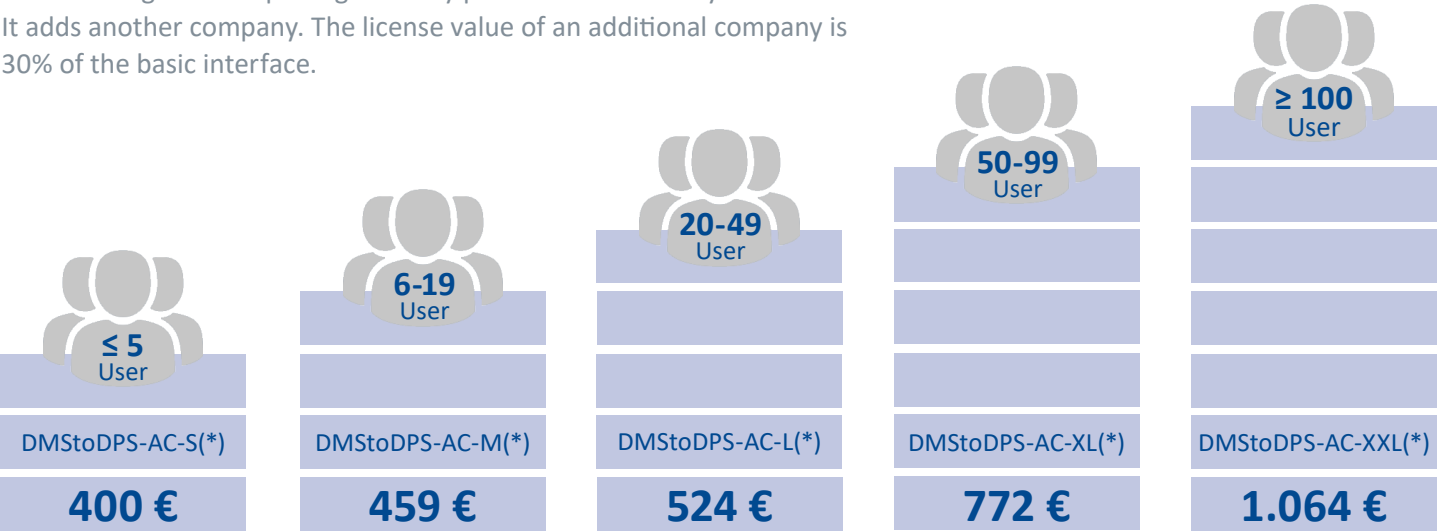 It adds another company. The license value of an additional company is
30% of the basic interface.
≤ 5
User
DMStoDPS-AC-S(*)
400 €
6-19
User
DMStoDPS-AC-M(*)
459 €
20-49
User
DMStoDPS-AC-L(*)
524 €
50-99
User
DMStoDPS-AC-XL(*)
772 €
≥ 100
User
DMStoDPS-AC-XXL(*)
1.064 €